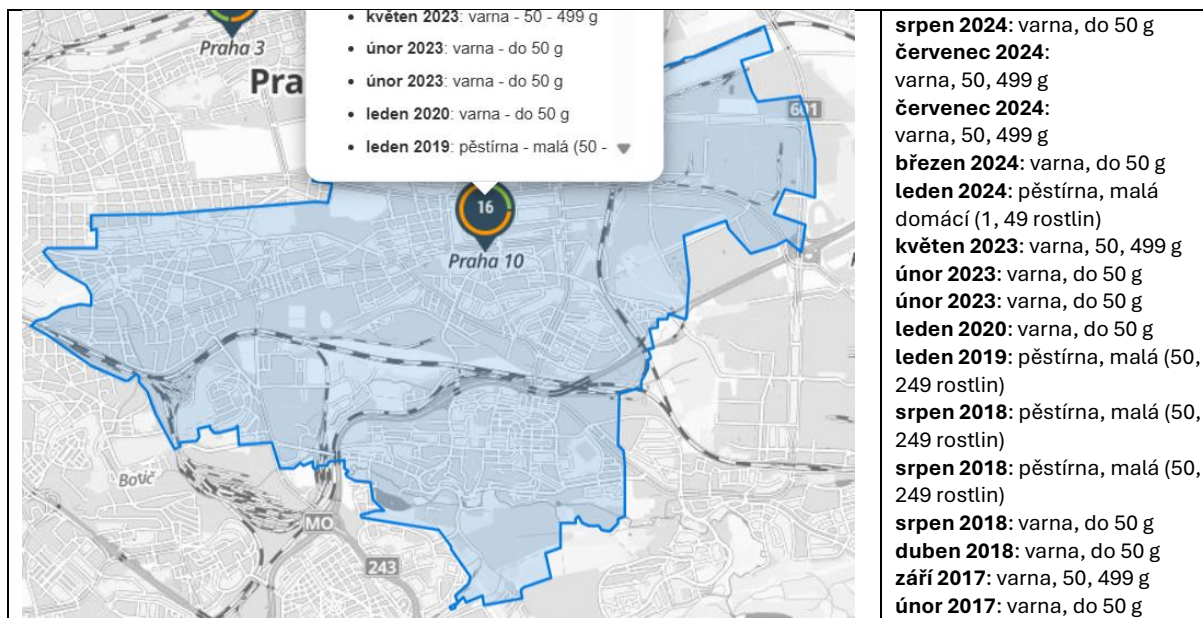 květen 2023: varna - 50 - 499 g
únor 2023: varna - do 50 g
únor 2023: varna - do 50 g
leden 2020: varna - do 50 g
leden 2019: pěstírna - malá (50 -
Praha 3
Pra
601
16
Praha 10
Botič
MO
243
srpen 2024: varna, do 50 g
červenec 2024:
varna, 50, 499 g
červenec 2024:
varna, 50, 499 g
březen 2024: varna, do 50 g
leden 2024: pěstírna, malá
domácí (1, 49 rostlin)
květen 2023: varna, 50, 499 g
únor 2023: varna, do 50 g
únor 2023: varna, do 50 g
leden 2020: varna, do 50 g
leden 2019: pěstírna, malá (50,
249 rostlin)
srpen 2018: pěstírna, malá (50,
249 rostlin)
srpen 2018: pěstírna, malá (50,
249 rostlin)
srpen 2018: varna, do 50 g
duben 2018: varna, do 50 g
září 2017: varna, 50, 499 g
únor 2017: varna, do 50 g